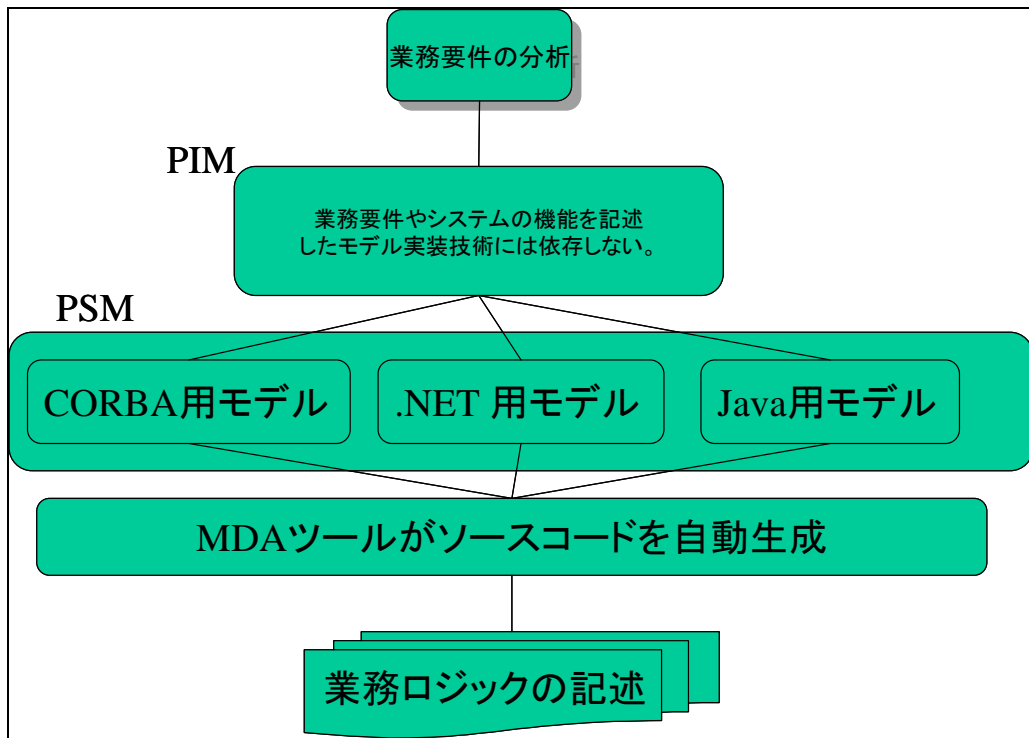 業務要件の分析
PIM
業務要件やシステムの機能を記述
したモデル実装技術には依存しない。
PSM
CORBA用モデル
.NET 用モデル
Java用モデル
MDAツールがソースコードを自動生成
業務ロジックの記述